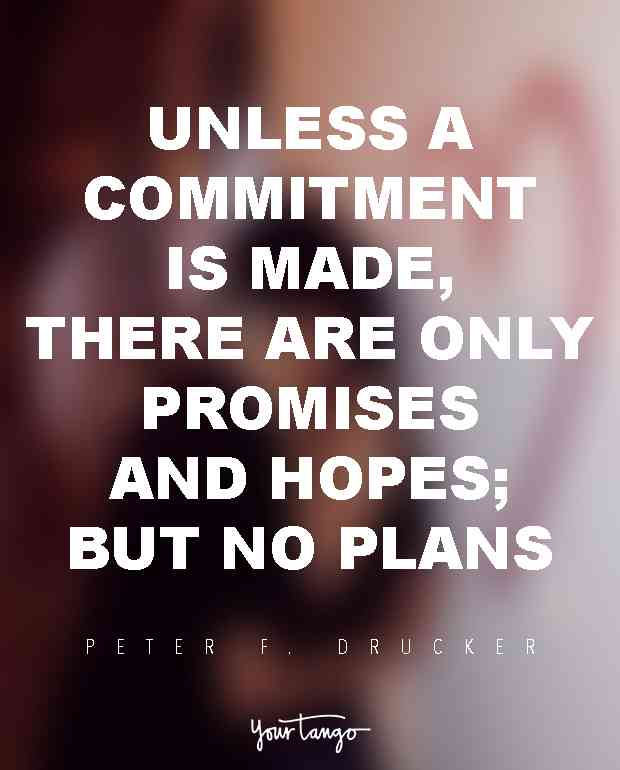 UNLESS A
COMMITMENT
IS MADE,
THERE ARE ONLY
PROMISES
AND HOPES;
BUT NO PLANS
PETER F. DRUCKER
Yourtango